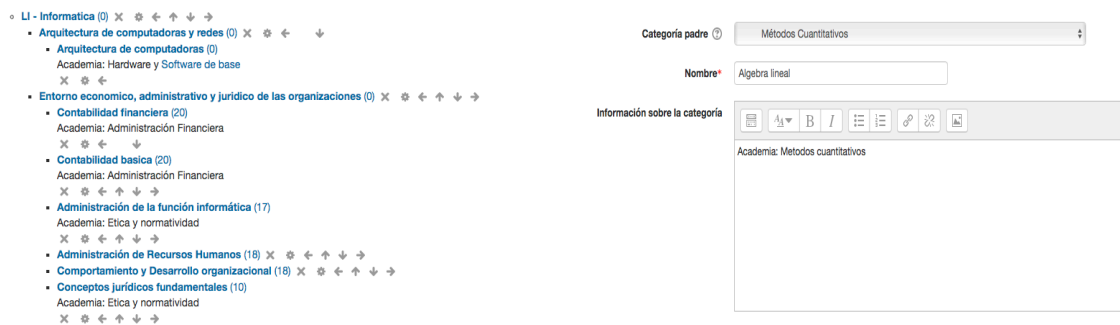 LI - Informatica (0)
Arquitectura de computadoras y redes (0)
Arquitectura de computadoras (0)
Academia: Hardware y Software de base
Entorno economico, administrativo y juridico de las organizaciones (0)
Contabilidad financiera (20)
Academia: Administración Financiera
Contabilidad basica (20)
Academia: Administración Financiera
Administración de la función informática (17)
Academia: Etica y normatividad
Administración de Recursos Humanos (18)
Comportamiento y Desarrollo organizacional (18)
Conceptos jurídicos fundamentales (10)
Academia: Etica y normatividad
Categoría padre Métodos Cuantitativos
Nombre* Algebra lineal
Información sobre la categoría
B I
Academia: Metodos cuantitativos